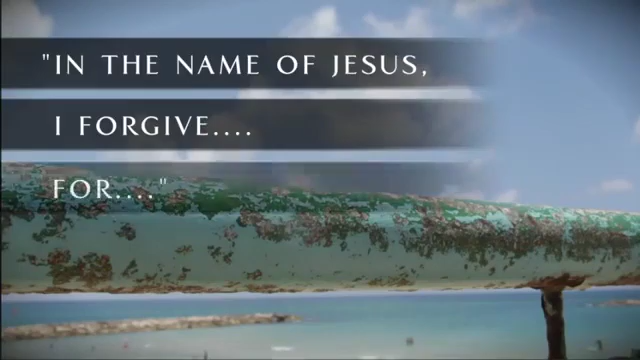 "IN THE NAME OF JESUS,
I FORGIVE....
FOR...."